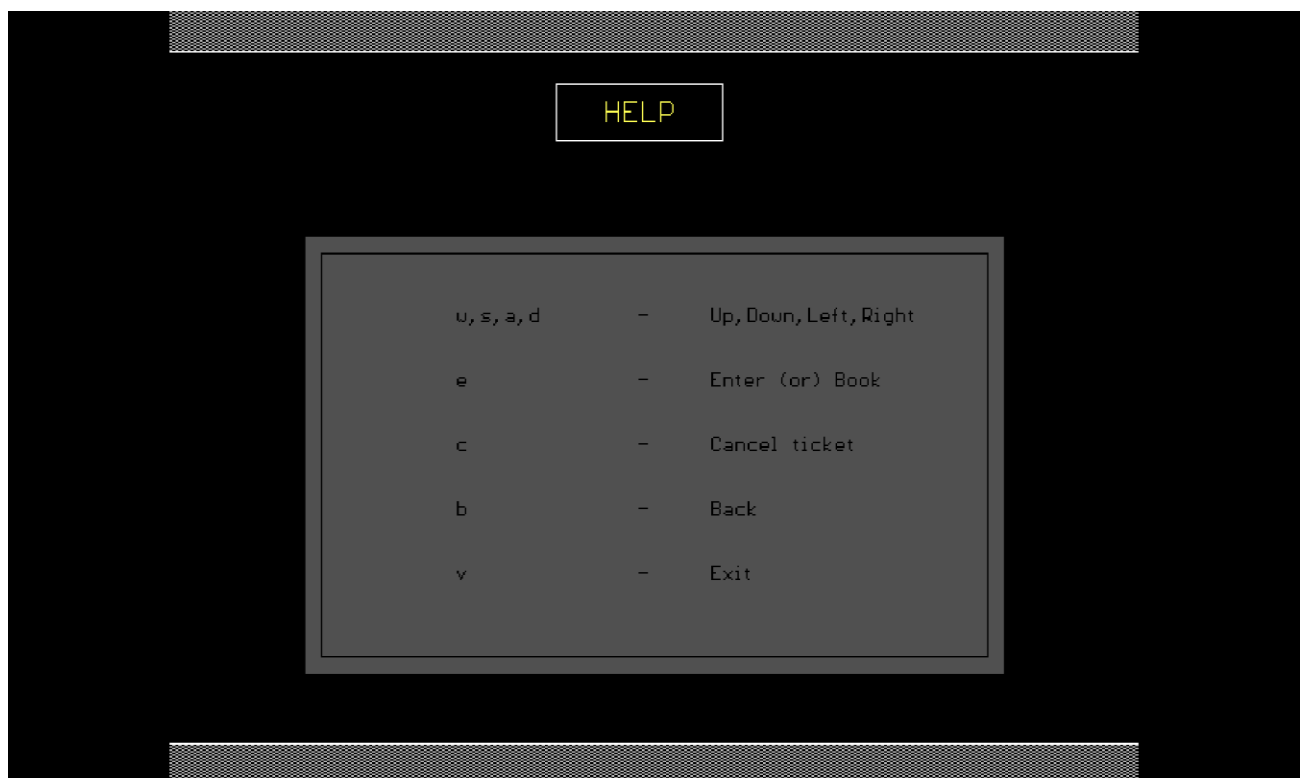 HELP
w,s,a,d - Up,Down,Left,Right
e - Enter (or) Book
c - Cancel ticket
b - Back
v - Exit